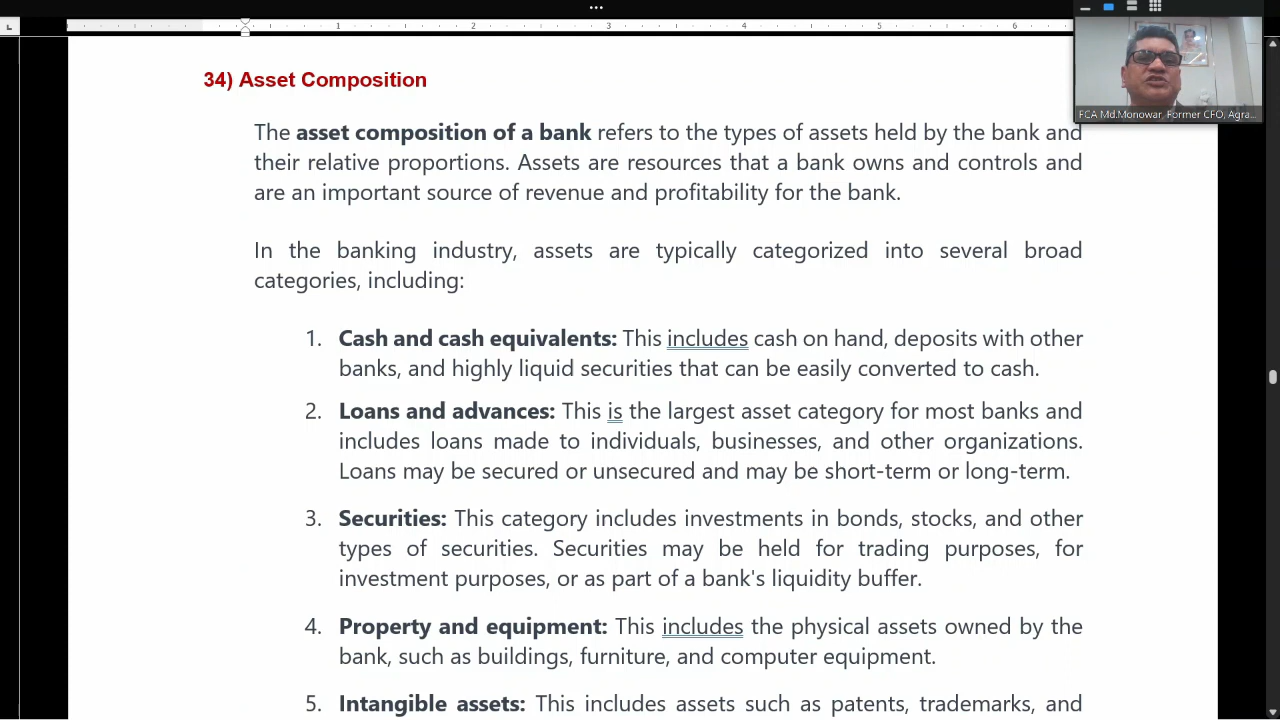 1 2 3 4 5 6
34) Asset Composition
FCA Md.Monowar, Former CFO, Agra...
The asset composition of a bank refers to the types of assets held by the bank and
their relative proportions. Assets are resources that a bank owns and controls and
are an important source of revenue and profitability for the bank.
In the banking industry, assets are typically categorized into several broad
categories, including:
1. Cash and cash equivalents: This includes cash on hand, deposits with other
banks, and highly liquid securities that can be easily converted to cash.
2. Loans and advances: This is the largest asset category for most banks and
includes loans made to individuals, businesses, and other organizations.
Loans may be secured or unsecured and may be short-term or long-term.
3. Securities: This category includes investments in bonds, stocks, and other
types of securities. Securities may be held for trading purposes, for
investment purposes, or as part of a bank's liquidity buffer.
4. Property and equipment: This includes the physical assets owned by the
bank, such as buildings, furniture, and computer equipment.
5. Intangible assets: This includes assets such as patents, trademarks, and